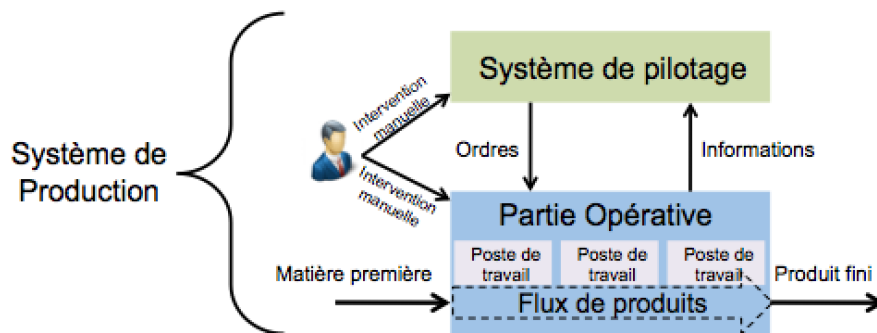 Système de pilotage
Intervention
manuelle
Ordres
Informations
Système de
Production
Intervention
manuelle
Partie Opérative
Poste de
travail
Poste de
travail
Poste de
travail
Matière première
Produit fini
Flux de produits